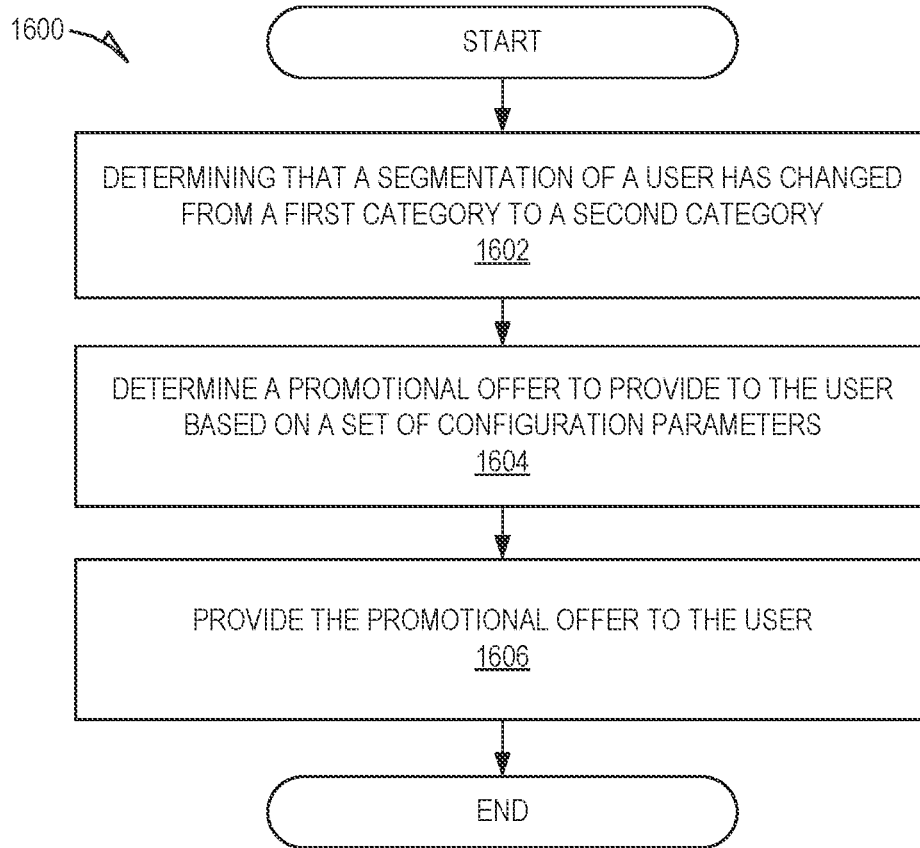 1600
START
DETERMINING THAT A SEGMENTATION OF A USER HAS CHANGED
FROM A FIRST CATEGORY TO A SECOND CATEGORY
1602
DETERMINE A PROMOTIONAL OFFER TO PROVIDE TO THE USER
BASED ON A SET OF CONFIGURATION PARAMETERS
1604
PROVIDE THE PROMOTIONAL OFFER TO THE USER
1606
END